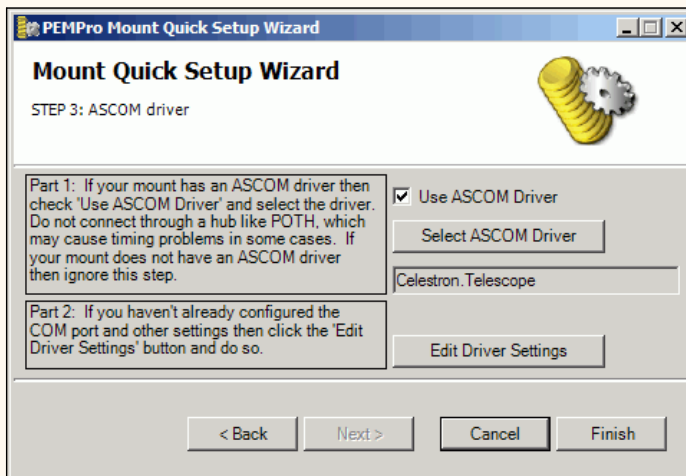 PEMPro Mount Quick Setup Wizard
Mount Quick Setup Wizard
STEP 3: ASCOM driver
Part 1: If your mount has an ASCOM driver then
check 'Use ASCOM Driver' and select the driver.
Do not connect through a hub like POTH, which
may cause timing problems in some cases. If
your mount does not have an ASCOM driver
then ignore this step.
Use ASCOM Driver
Select ASCOM Driver
Celestron.Telescope
Part 2: If you haven't already configured the
COM port and other settings then click the 'Edit
Driver Settings' button and do so.
Edit Driver Settings
< Back
Next >
Cancel
Finish